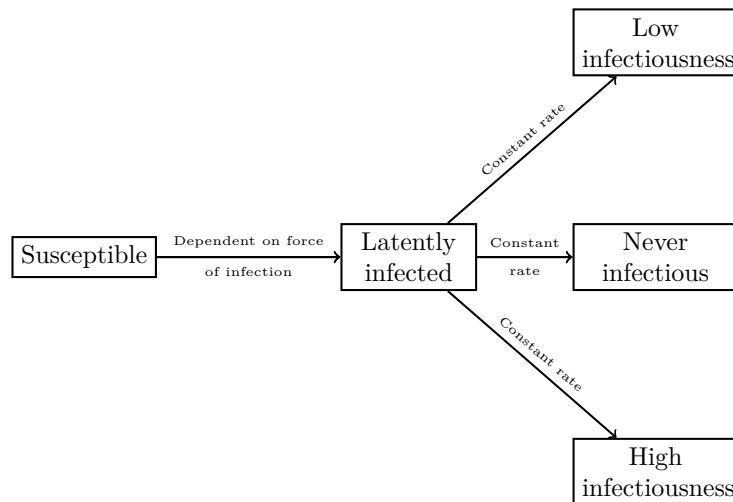 Low
infectiousness
Constant rate
Susceptible
Dependent on force
of infection
Latently
infected
Constant
rate
Never
infectious
Constant rate
High
infectiousness